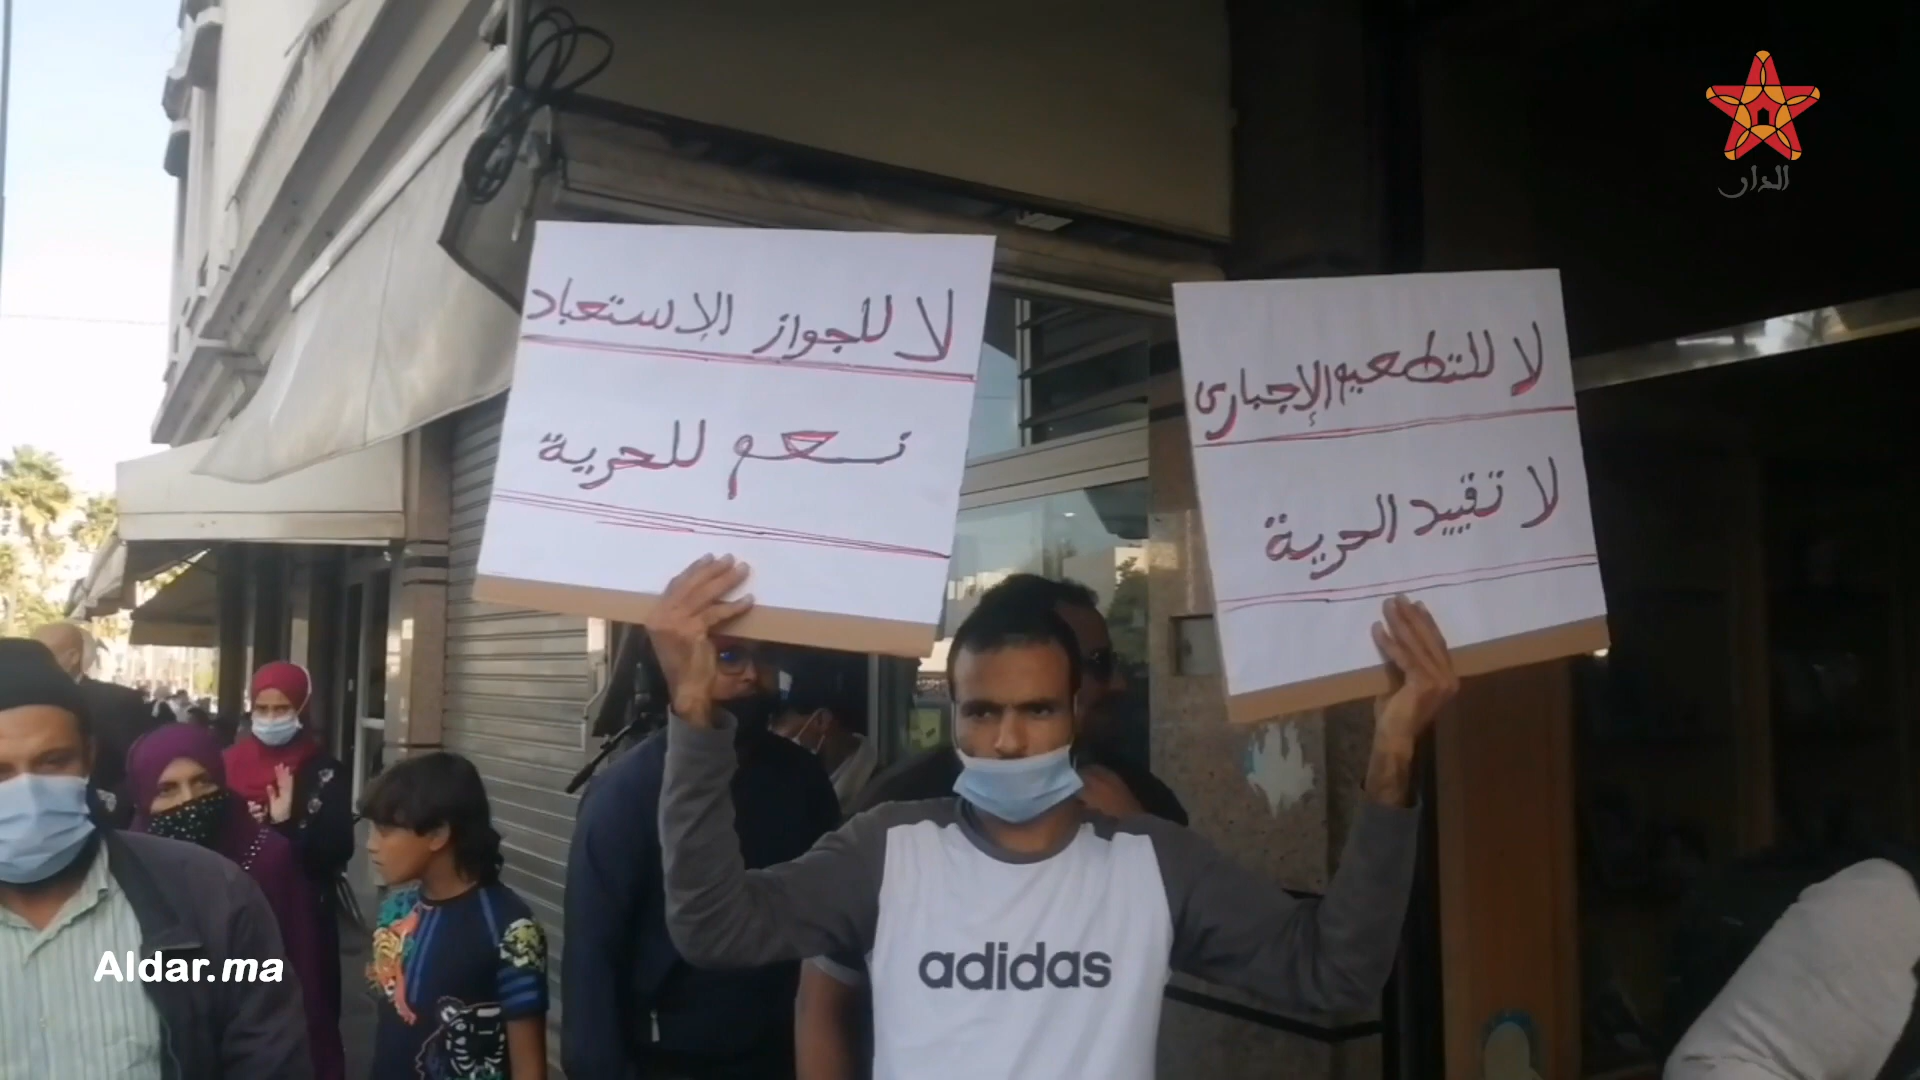 لا للجواز الإستعباد
نعم للحرية
لا للتطعيم الإجباري
لا تقييد الحرية
الدار
adidas
Aldar.ma